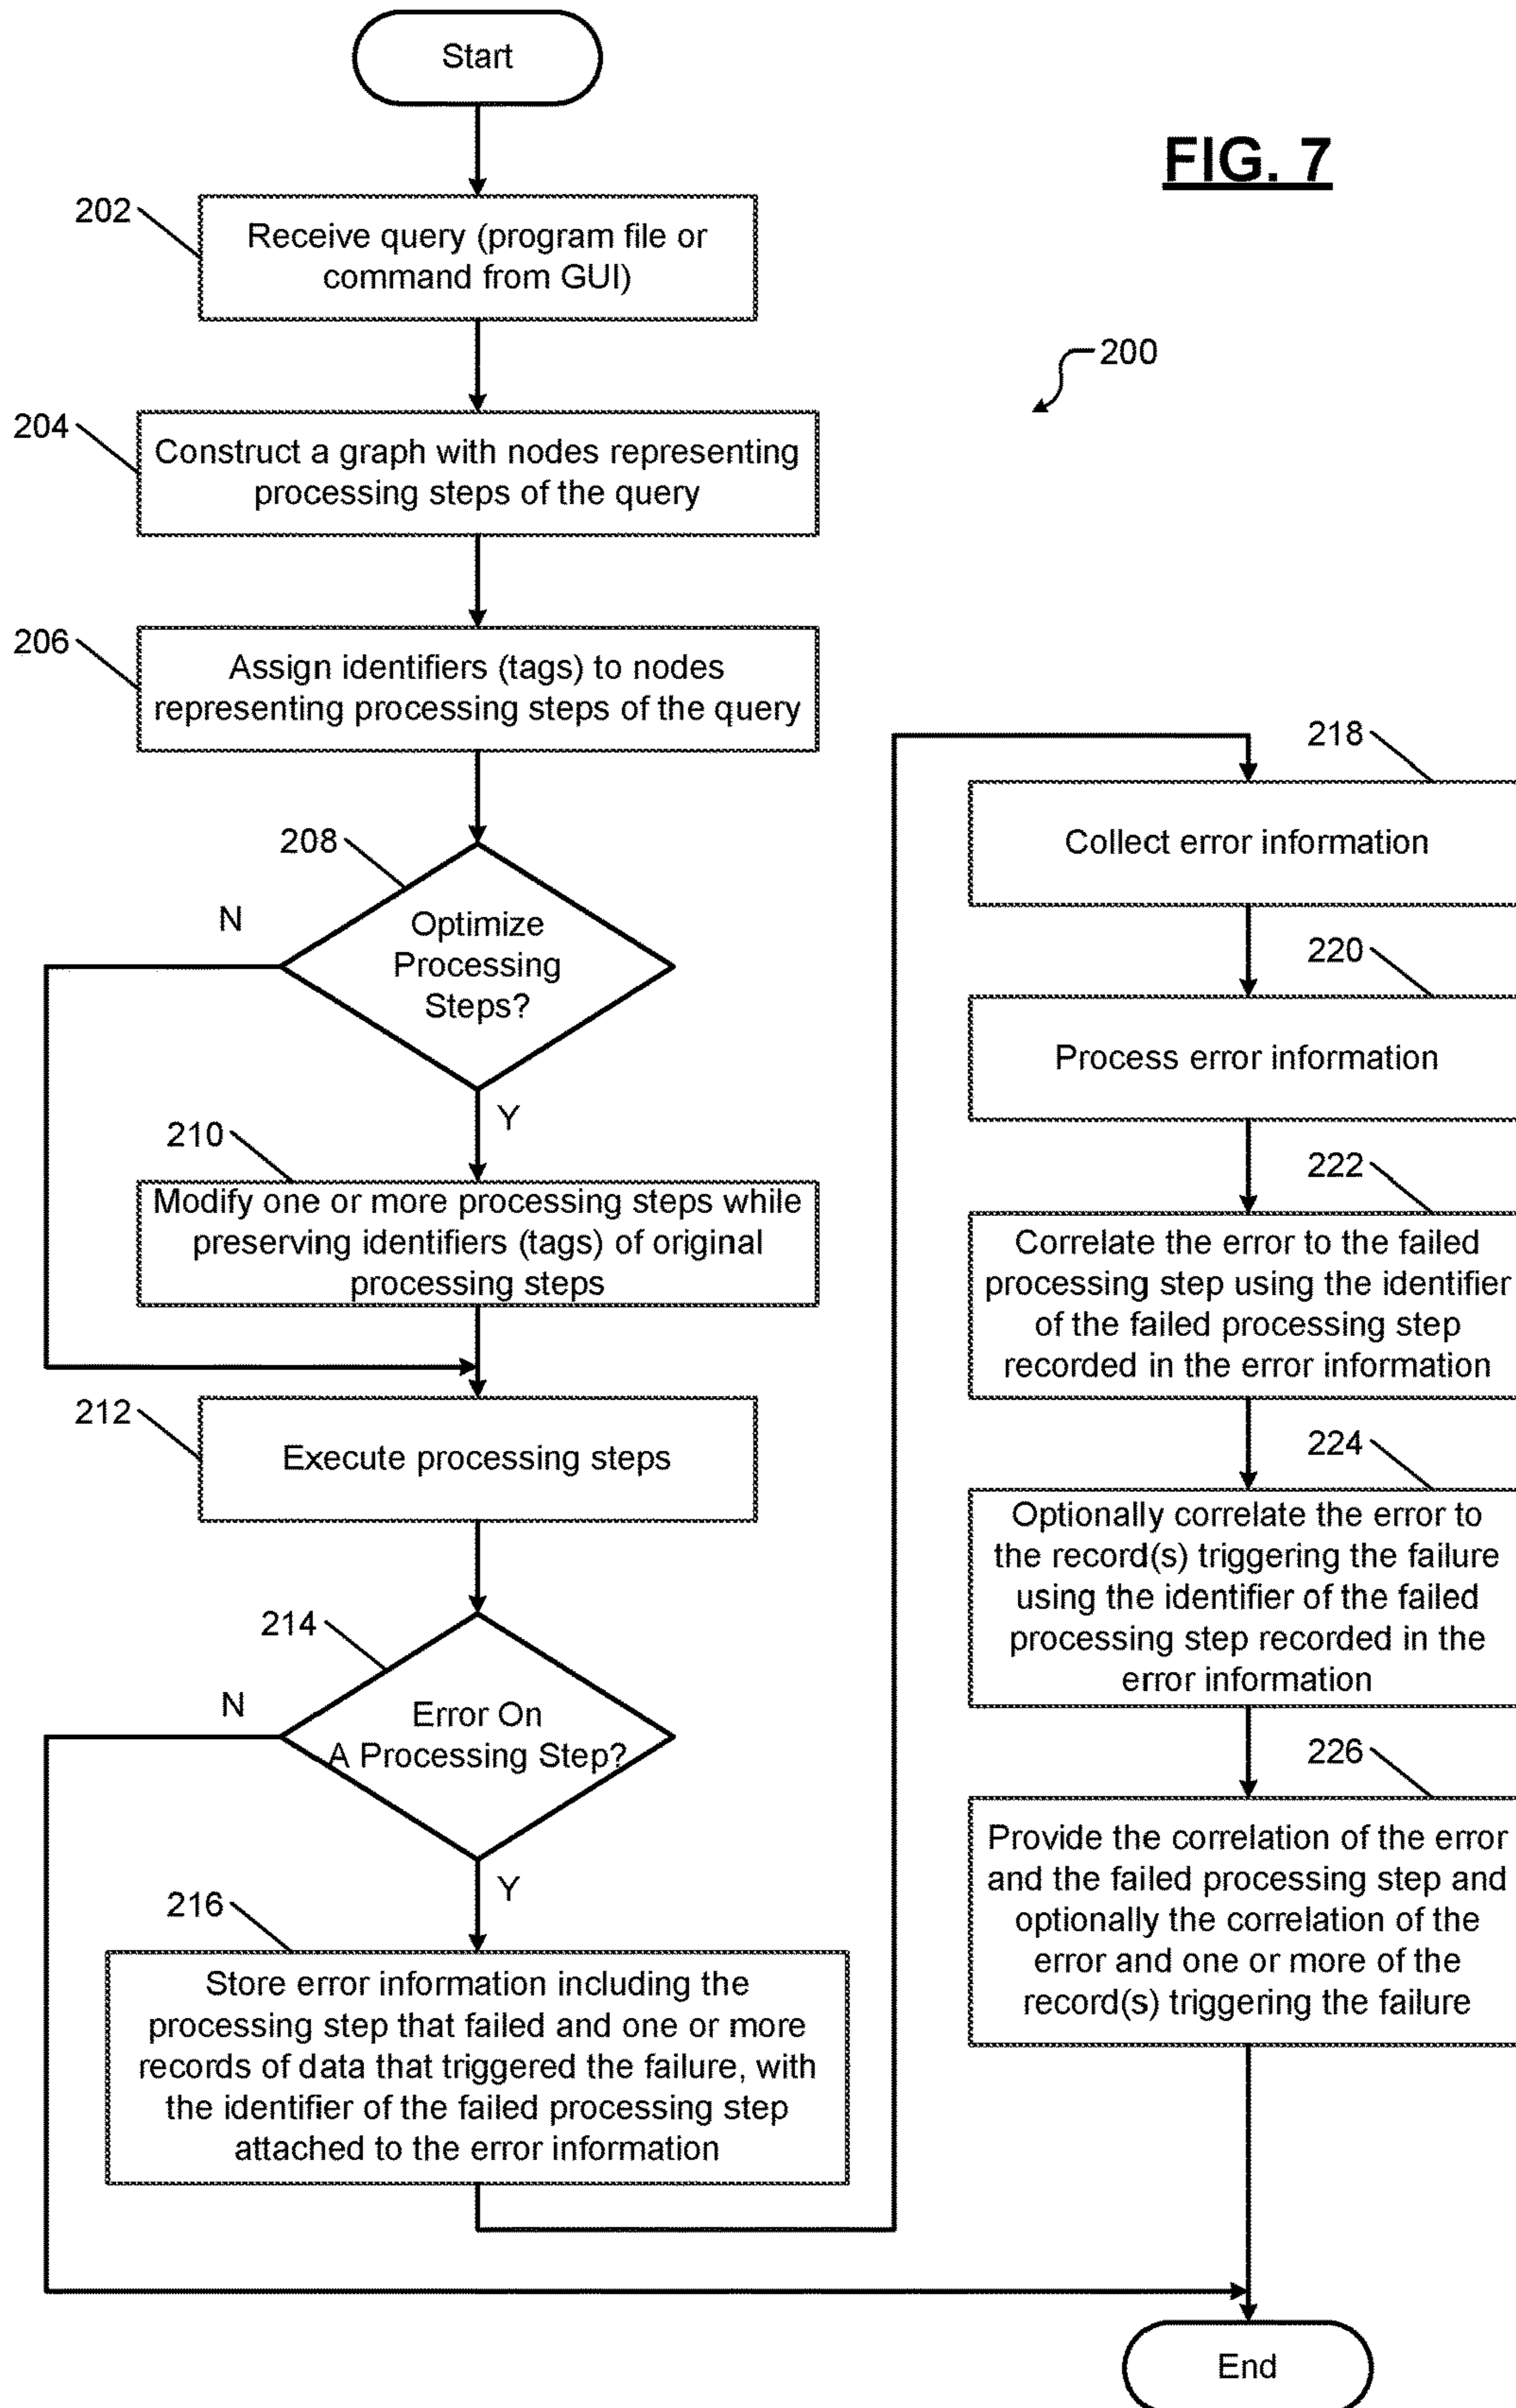 Start
FIG. 7
202
Receive query (program file or
command from GUI)
200
204
Construct a graph with nodes representing
processing steps of the query
206
Assign identifiers (tags) to nodes
representing processing steps of the query
208
N
Optimize
Processing
Steps?
Y
210
Modify one or more processing steps while
preserving identifiers (tags) of original
processing steps
212
Execute processing steps
214
N
Error On
A Processing Step?
Y
216
Store error information including the
processing step that failed and one or more
records of data that triggered the failure, with
the identifier of the failed processing step
attached to the error information
218
Collect error information
220
Process error information
222
Correlate the error to the failed
processing step using the identifier
of the failed processing step
recorded in the error information
224
Optionally correlate the error to
the record(s) triggering the failure
using the identifier of the failed
processing step recorded in the
error information
226
Provide the correlation of the error
and the failed processing step and
optionally the correlation of the
error and one or more of the
record(s) triggering the failure
End